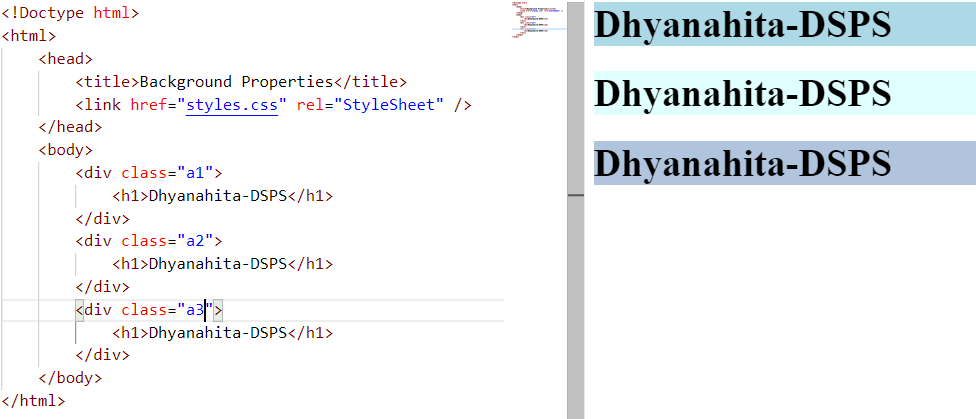 <!Doctype html>
<html>
<head>
<title>Background Properties</title>
<link href="styles.css" rel="StyleSheet" />
</head>
<body>
<div class="a1">
<h1>Dhyanahita-DSPS</h1>
</div>
<div class="a2">
<h1>Dhyanahita-DSPS</h1>
</div>
<div class="a3">
<h1>Dhyanahita-DSPS</h1>
</div>
</body>
</html>
Dhyanahita-DSPS
Dhyanahita-DSPS
Dhyanahita-DSPS